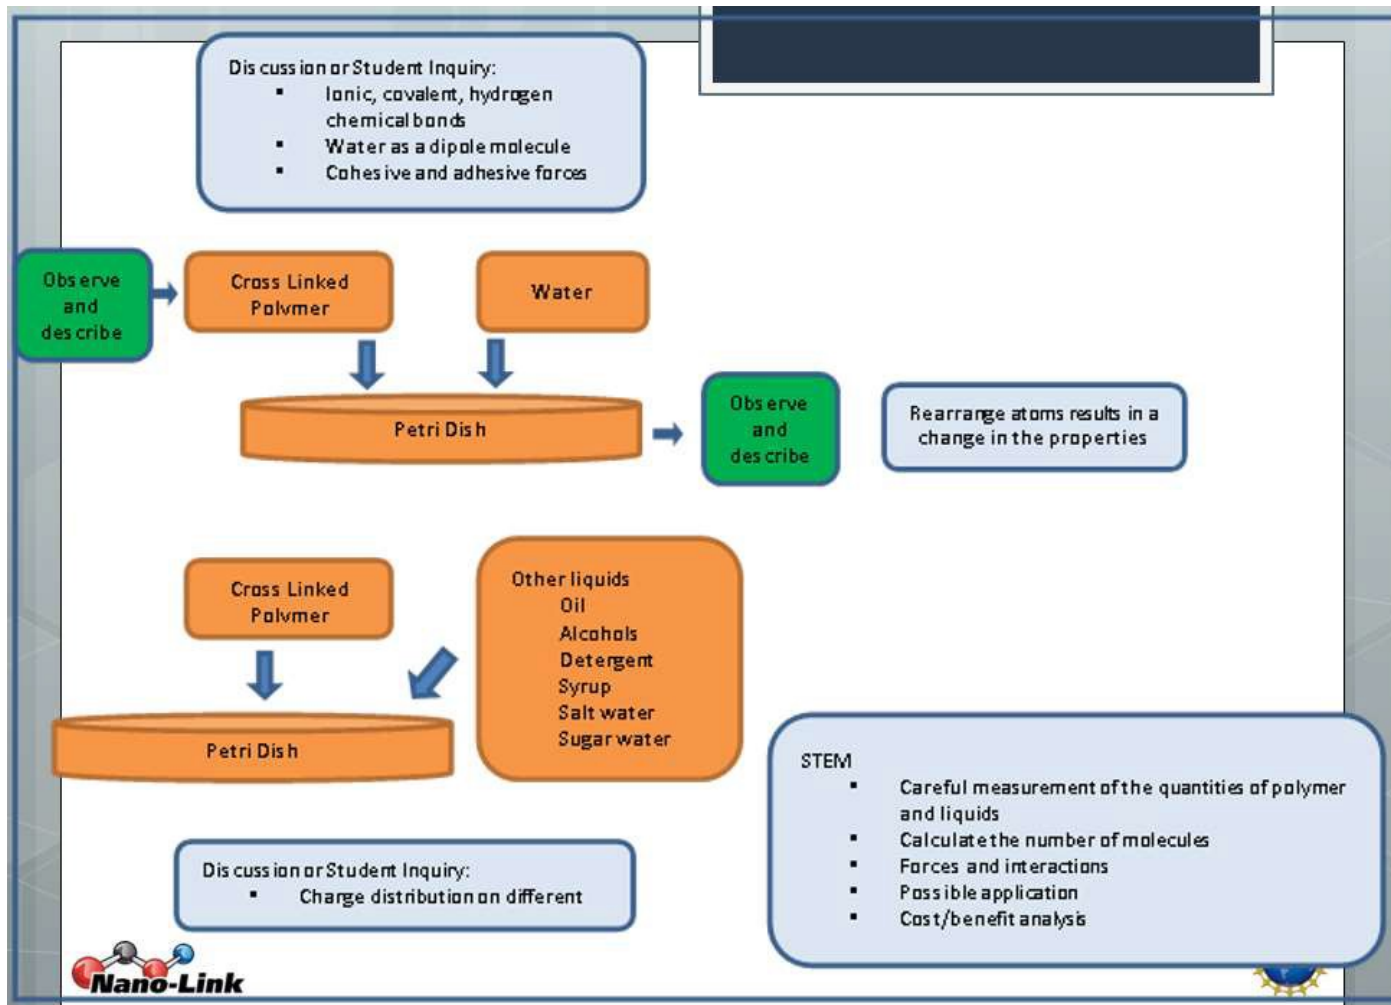 Discussion or Student Inquiry:
▪ Ionic, covalent, hydrogen
chemical bonds
▪ Water as a dipole molecule
▪ Cohesive and adhesive forces
Observe
and
describe
Cross Linked
Polymer
Water
Petri Dish
Observe
and
describe
Rearrange atoms results in a
change in the properties
Cross Linked
Polymer
Other liquids
Oil
Alcohols
Detergent
Syrup
Salt water
Sugar water
Petri Dish
STEM
▪ Careful measurement of the quantities of polymer
and liquids
▪ Calculate the number of molecules
▪ Forces and interactions
▪ Possible application
▪ Cost/benefit analysis
Discussion or Student Inquiry:
▪ Charge distribution on different
Nano-Link